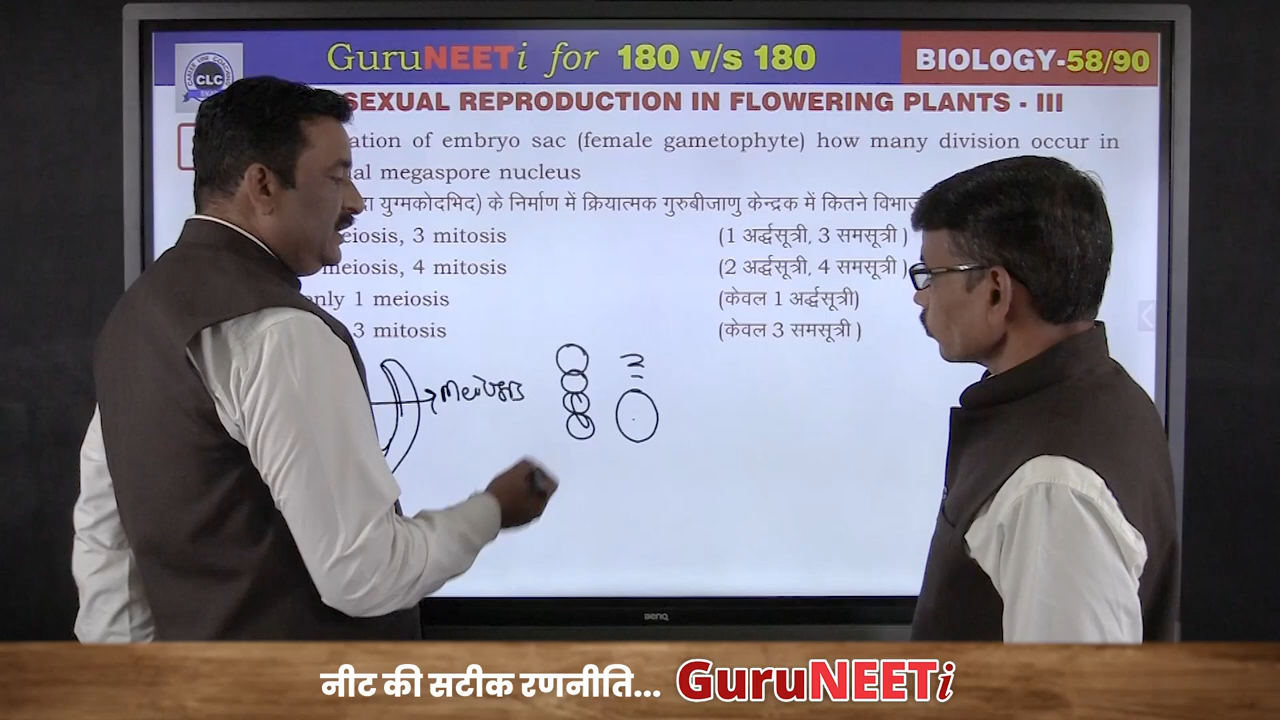 GuruNEETi for 180 v/s 180
BIOLOGY-58/90
CLC
SEXUAL REPRODUCTION IN FLOWERING PLANTS - III
ation of embryo sac (female gametophyte) how many division occur in
al megaspore nucleus
युग्मकोदभिद) के निर्माण में क्रियात्मक गुरुबीजाणु केन्द्रक में कितने
eiosis, 3 mitosis (1 अर्द्धसूत्री, 3 समसूत्री )
meiosis, 4 mitosis (2 अर्द्धसूत्री, 4 समसूत्री )
only 1 meiosis (केवल 1 अर्द्धसूत्री)
3 mitosis (केवल 3 समसूत्री )
BenQ
नीट की सटीक रणनीति... GuruNEETi